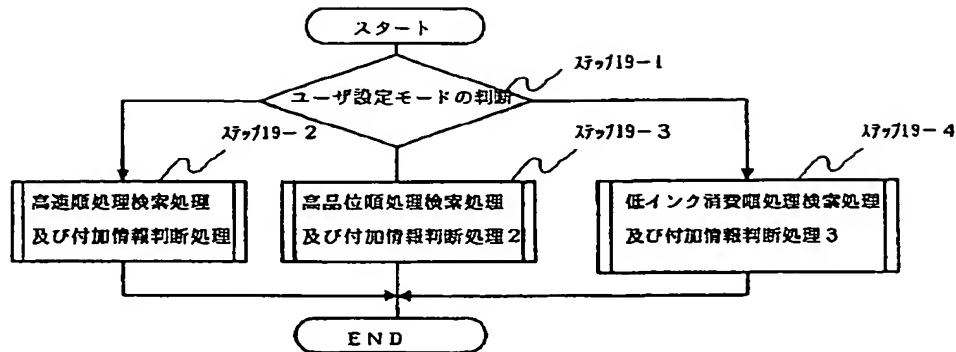 スタート
ステップ19-1
ユーザ設定モードの判断
ステップ19-2
ステップ19-3
ステップ19-4
高速順処理検索処理
及び付加情報判断処理
高品位順処理検索処理
及び付加情報判断処理2
低インク消費順処理検索処理
及び付加情報判断処理3
END